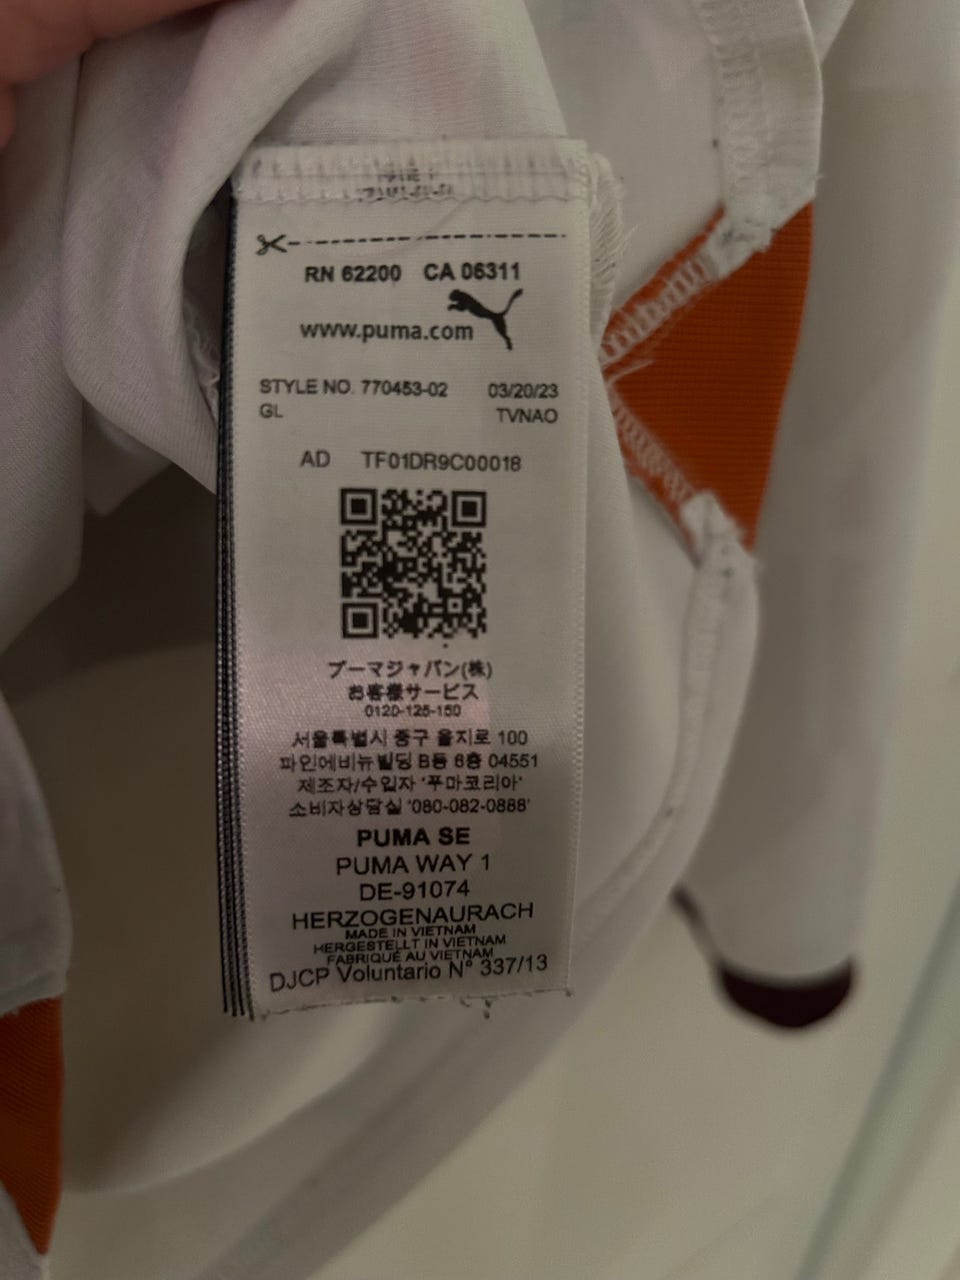 RN 62200 CA 06311
www.puma.com
STYLE NO. 770453-02 03/20/23
GL TVNAO
AD TF01DR9C00018
プーマジャパン(株)
お客様サービス
0120-125-150
서울특별시 중구 을지로 100
파인에비뉴빌딩 B동 6층 04551
제조자/수입자 '푸마코리아'
소비자상담실 '080-082-0888'
PUMA SE
PUMA WAY 1
DE-91074
HERZOGENAURACH
MADE IN VIETNAM
HERGESTELLT IN VIETNAM
FABRIQUÉ AU VIETNAM
DJCP Voluntario N° 337/13